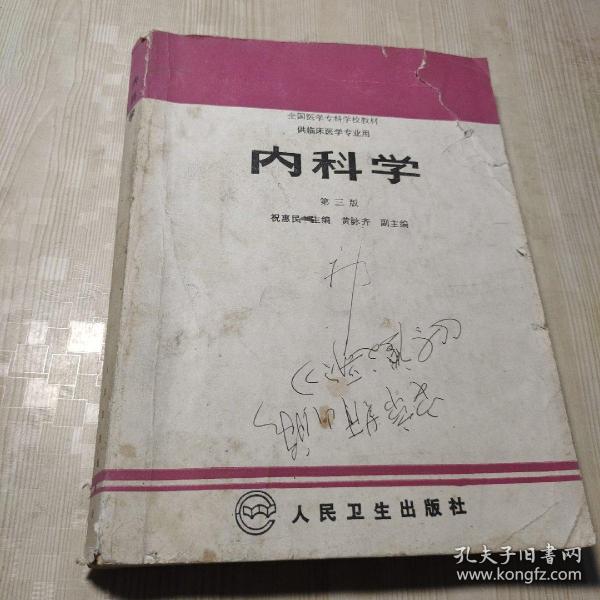 全国医学专科学校教材
供临床医学专业用
内科学
第三版
祝惠民 主编 黄詠齐 副主编
人民卫生出版社
孔夫子旧书网
www.kongfz.com